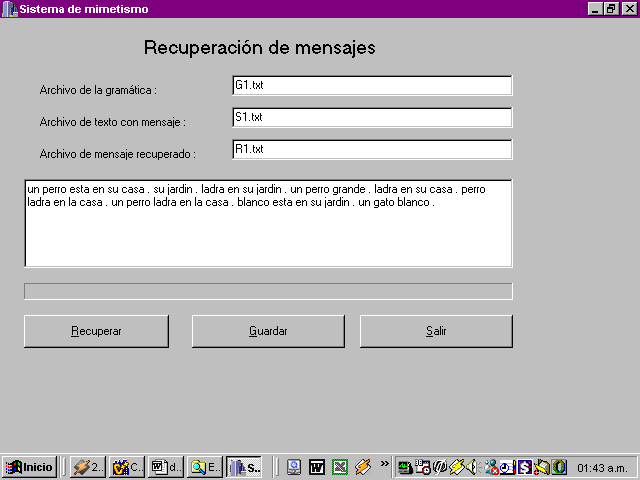 Sistema de mimetismo
Recuperación de mensajes
Archivo de la gramática :
G1.txt
Archivo de texto con mensaje :
S1.txt
Archivo de mensaje recuperado :
R1.txt
un perro esta en su casa . su jardin . ladra en su jardin . un perro grande . ladra en su casa . perro
ladra en la casa . un perro ladra en la casa . blanco esta en su jardin . un gato blanco .
Recuperar
Guardar
Salir
Inicio
2..
C..
d..
E..
S..
»
01:43 a.m.